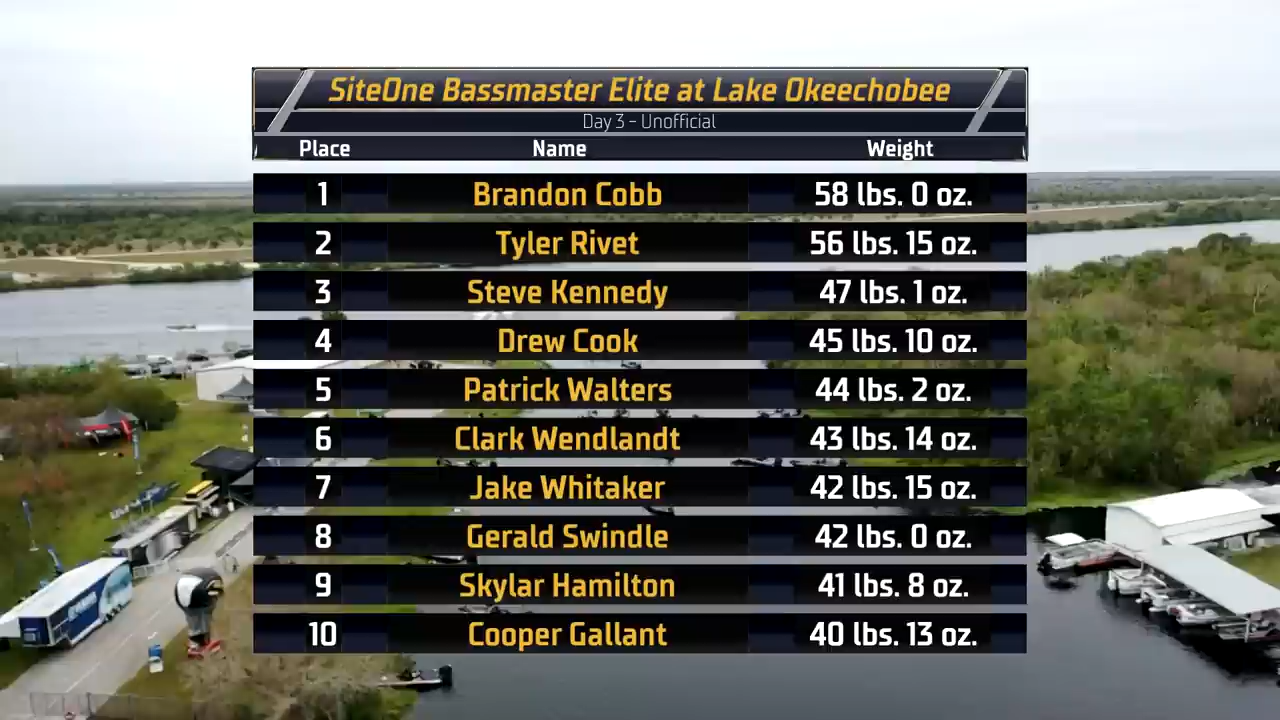 SiteOne Bassmaster Elite at Lake Okeechobee
Day 3 - Unofficial
Place Name Weight
1 Brandon Cobb 58 lbs. 0 oz.
2 Tyler Rivet 56 lbs. 15 oz.
3 Steve Kennedy 47 lbs. 1 oz.
4 Drew Cook 45 lbs. 10 oz.
5 Patrick Walters 44 lbs. 2 oz.
6 Clark Wendlandt 43 lbs. 14 oz.
7 Jake Whitaker 42 lbs. 15 oz.
8 Gerald Swindle 42 lbs. 0 oz.
9 Skylar Hamilton 41 lbs. 8 oz.
10 Cooper Gallant 40 lbs. 13 oz.